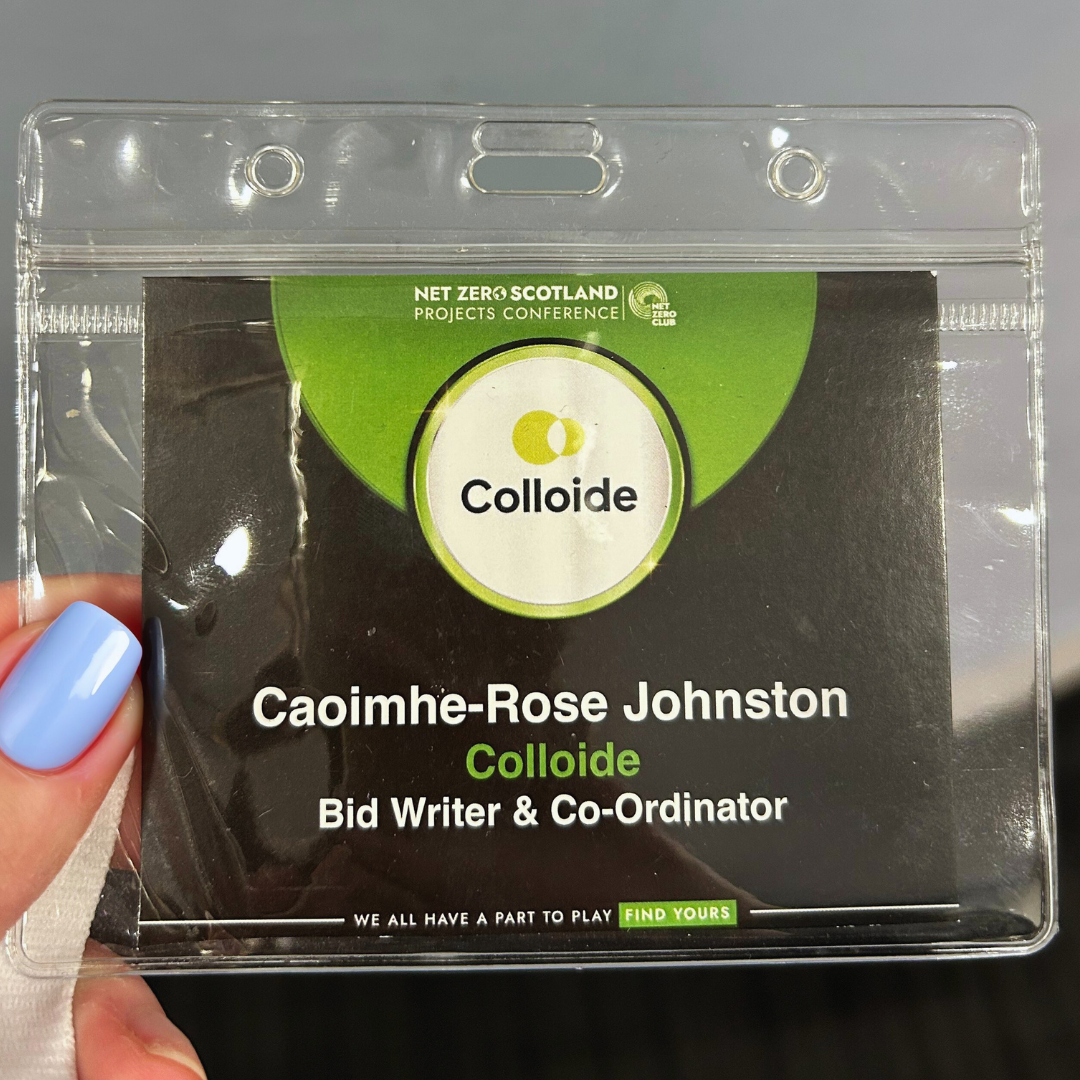 NET ZERO SCOTLAND
PROJECTS CONFERENCE
NET
ZERO
CLUB
Colloide
Caoimhe-Rose Johnston
Colloide
Bid Writer & Co-Ordinator
WE ALL HAVE A PART TO PLAY FIND YOURS